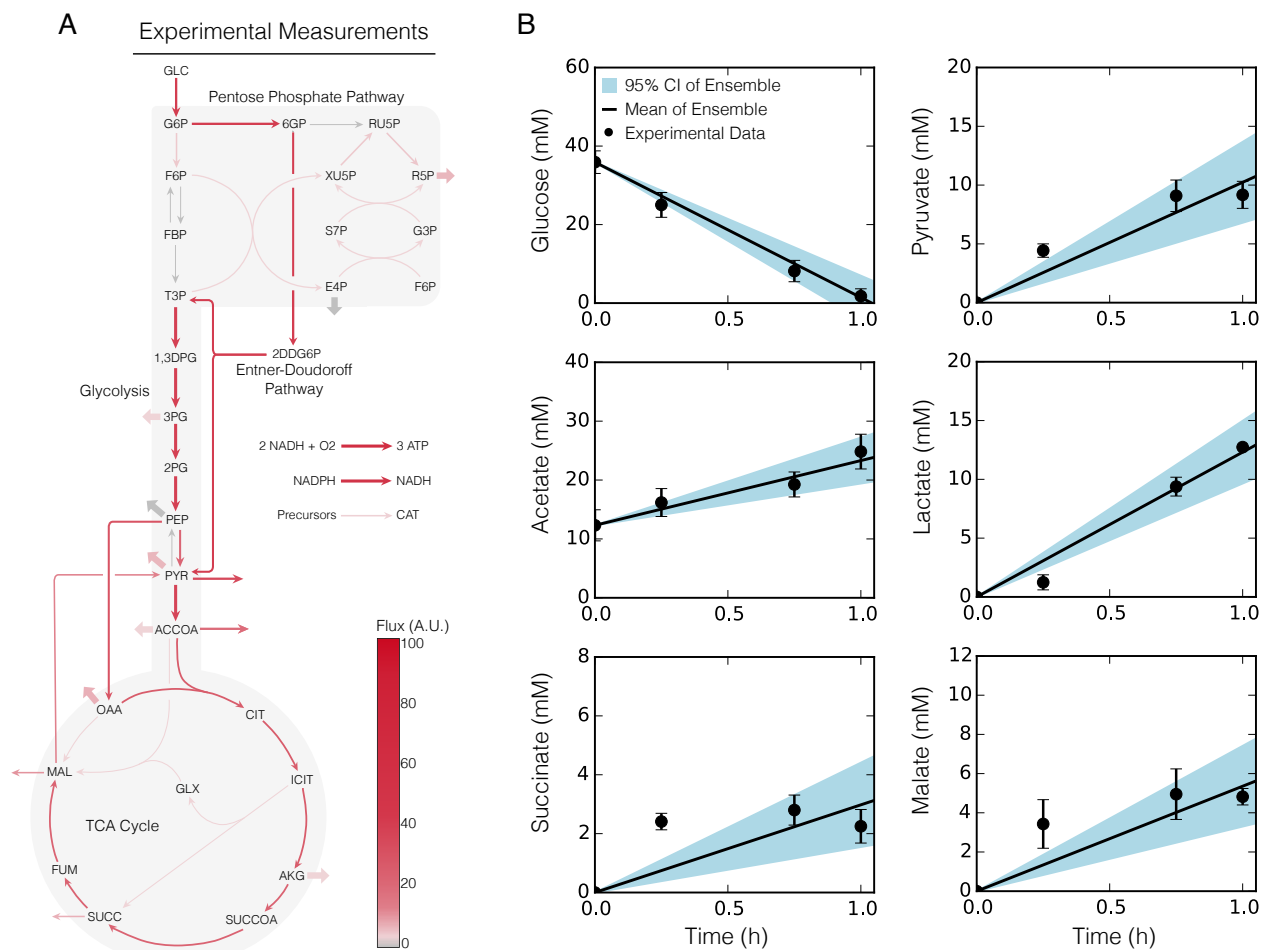 A
Experimental Measurements
GLC
Pentose Phosphate Pathway
G6P
6GP
RU5P
F6P
XU5P
R5P
FBP
S7P
G3P
T3P
E4P
F6P
1,3DPG
2DDG6P
Entner-Doudoroff
Pathway
Glycolysis
3PG
2 NADH + O2
3 ATP
2PG
NADPH
NADH
Precursors
CAT
PEP
PYR
ACCOA
Flux (A.U.)
100
80
60
40
20
0
OAA
CIT
MAL
ICIT
GLX
TCA Cycle
FUM
AKG
SUCC
SUCCOA
B
60
40
20
0
0.0
0.5
1.0
Glucose (mM)
95% CI of Ensemble
Mean of Ensemble
Experimental Data
20
15
10
5
0
0.0
0.5
1.0
Pyruvate (mM)
40
30
20
10
0
0.0
0.5
1.0
Acetate (mM)
20
15
10
5
0
0.0
0.5
1.0
Lactate (mM)
8
6
4
2
0
0.0
0.5
1.0
Succinate (mM)
Time (h)
12
10
8
6
4
2
0
0.0
0.5
1.0
Malate (mM)
Time (h)